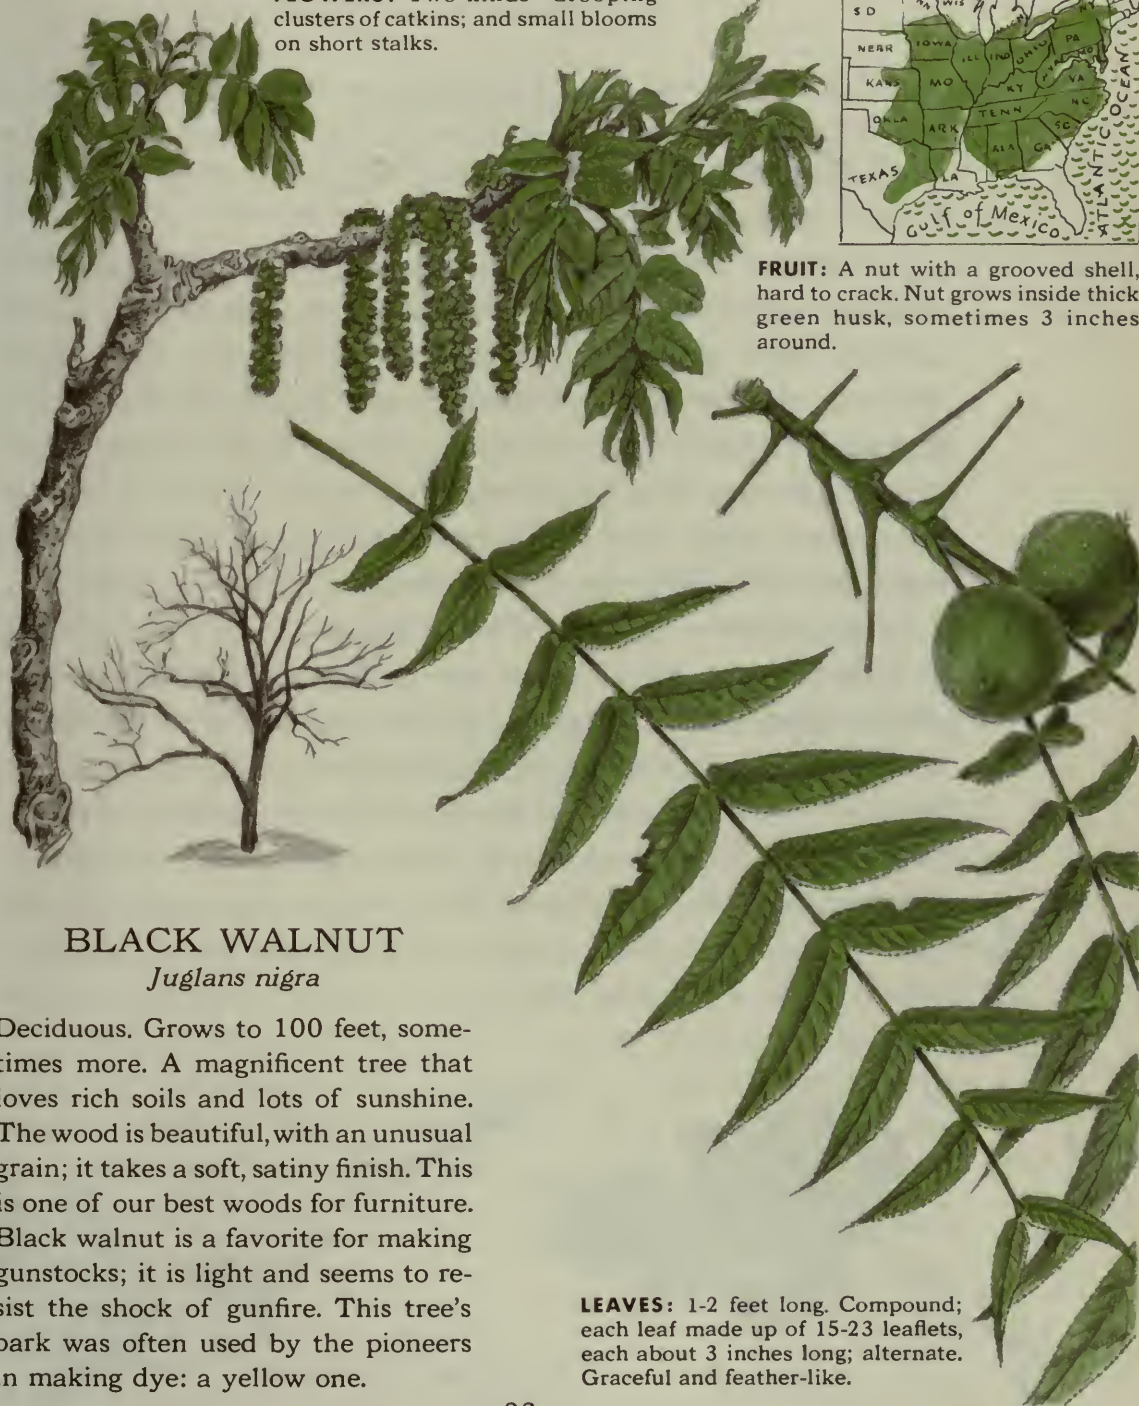 clusters of catkins; and small blooms
on short stalks.
S D
WIS
MICH
NY
NEBR
IOWA
ILL
IND
OHIO
PA
KANS
MO
KY
VA
OKLA
ARK
TENN
NC
SC
ALA
GA
TEXAS
LA
Gulf of Mexico
ATLANTIC OCEAN
FRUIT: A nut with a grooved shell,
hard to crack. Nut grows inside thick
green husk, sometimes 3 inches
around.
BLACK WALNUT
Juglans nigra
Deciduous. Grows to 100 feet, some-
times more. A magnificent tree that
loves rich soils and lots of sunshine.
The wood is beautiful, with an unusual
grain; it takes a soft, satiny finish. This
is one of our best woods for furniture.
Black walnut is a favorite for making
gunstocks; it is light and seems to re-
sist the shock of gunfire. This tree's
bark was often used by the pioneers
in making dye: a yellow one.
LEAVES: 1-2 feet long. Compound;
each leaf made up of 15-23 leaflets,
each about 3 inches long; alternate.
Graceful and feather-like.